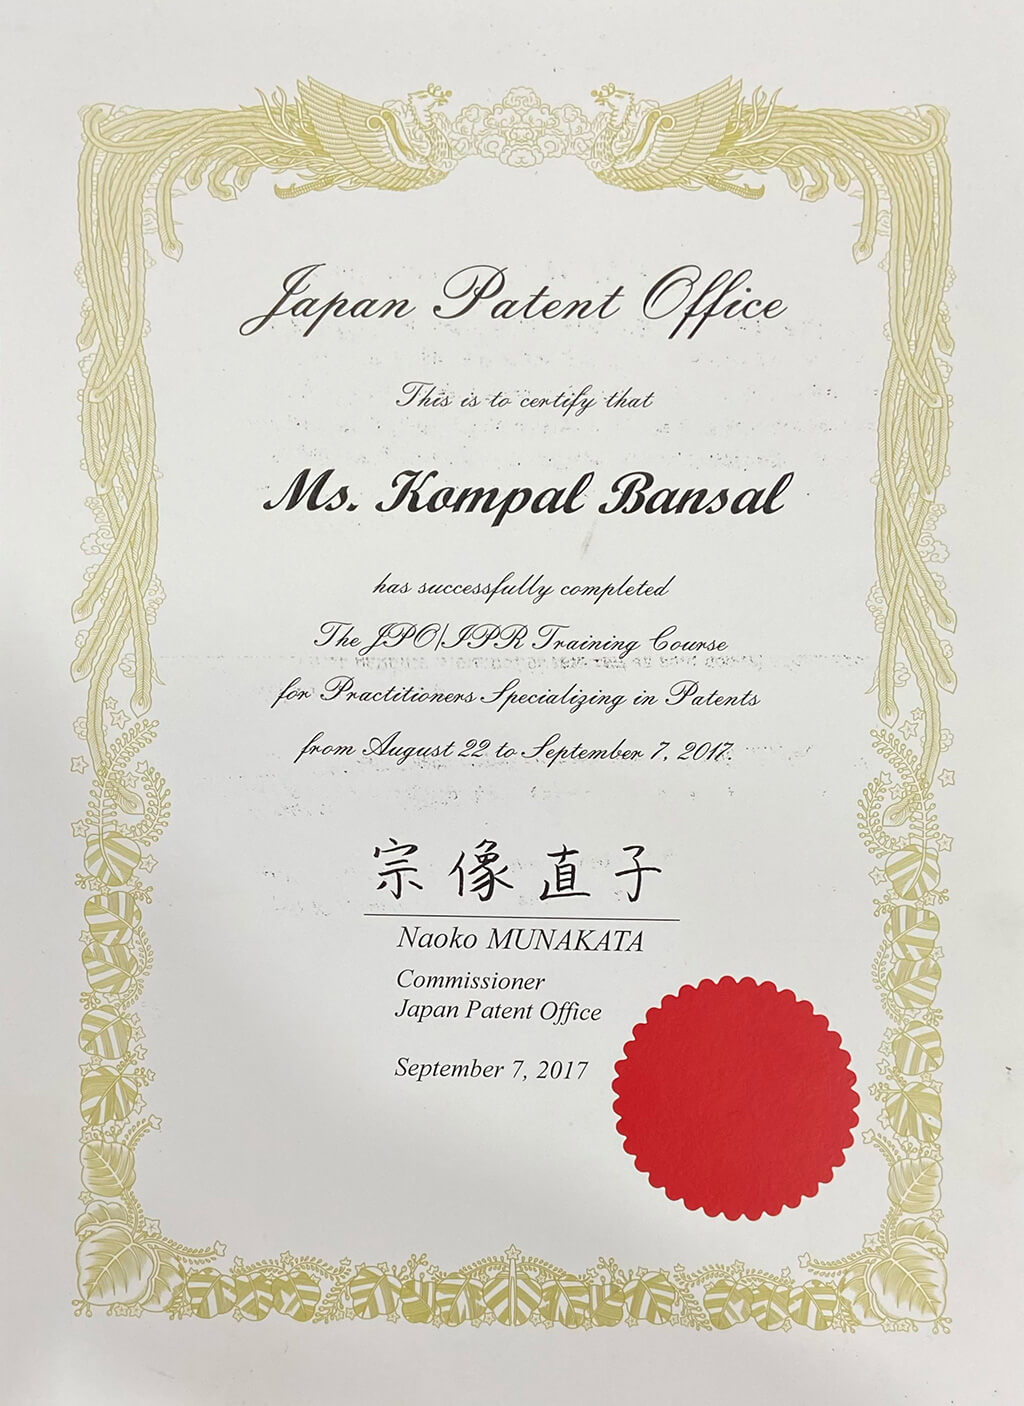 Japan Patent Office
This is to certify that
Ms. Kompal Bansal
has successfully completed
The JPO/IPR Training Course
for Practitioners Specializing in Patents
from August 22 to September 7, 2017.
宗像直子
Naoko MUNAKATA
Commissioner
Japan Patent Office
September 7, 2017